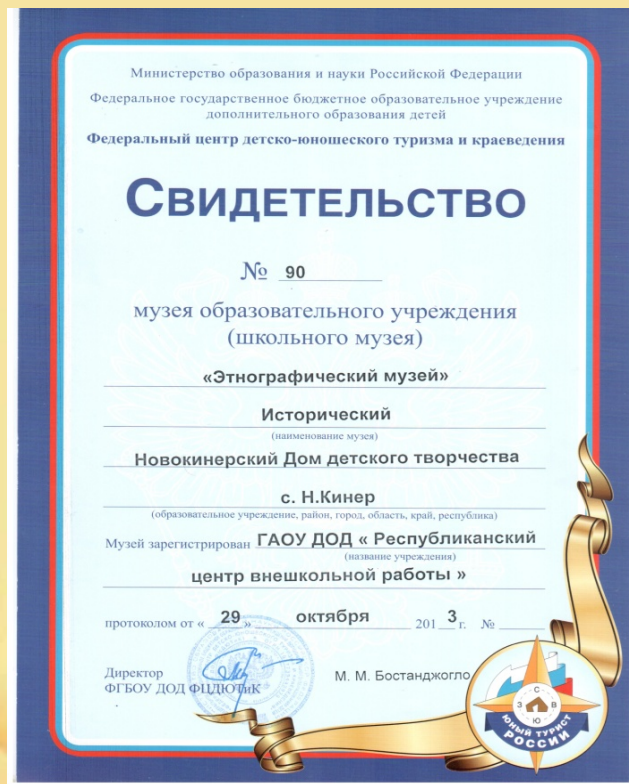 Министерство образования и науки Российской Федерации
Федеральное государственное бюджетное образовательное учреждение
дополнительного образования детей
Федеральный центр детско-юношеского туризма и краеведения
СВИДЕТЕЛЬСТВО
№ 90
музея образовательного учреждения
(школьного музея)
«Этнографический музей»
Исторический
(наименование музея)
Новокинерский Дом детского творчества
с. Н.Кинер
(образовательное учреждение, район, город, область, край, республика)
Музей зарегистрирован ГАОУ ДОД « Республиканский
(название учреждения)
центр внешкольной работы »
протоколом от « 29 » октября 201 3 г. №
Директор
ФГБОУ ДОД ФЦДЮТиК
М. М. Бостанджогло
С
З В
Ю
ЮНЫЙ ТУРИСТ
РОССИИ